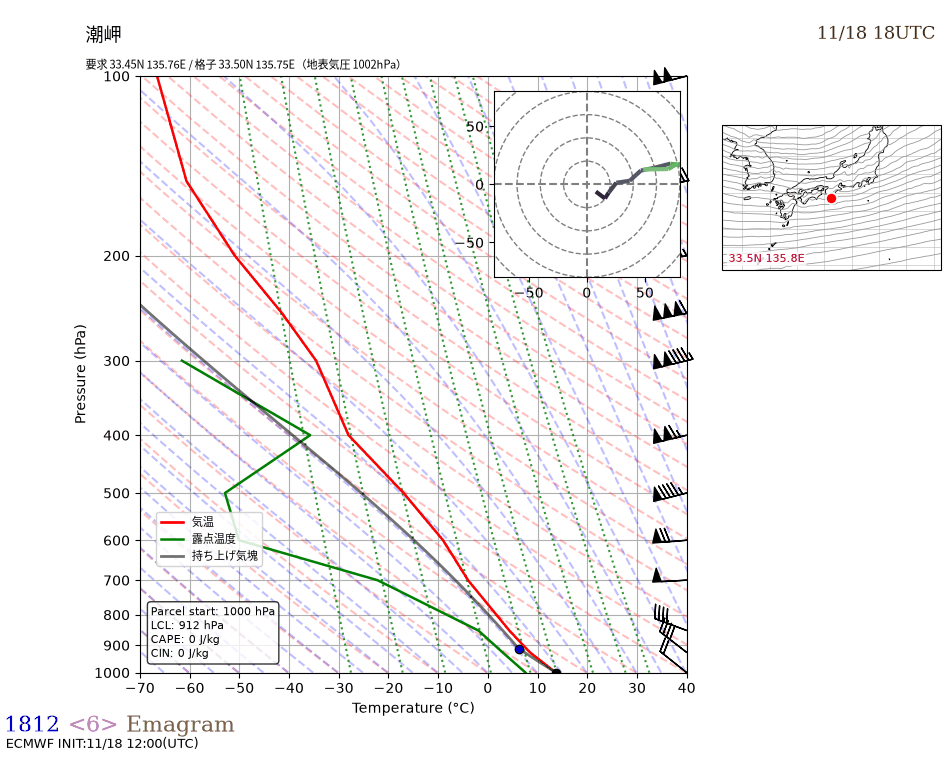 潮岬
11/18 18UTC
要求 33.45N 135.76E / 格子 33.50N 135.75E（地表気圧 1002hPa）
100
200
300
400
500
600
700
800
900
1000
Pressure (hPa)
−70 −60 −50 −40 −30 −20 −10 0 10 20 30 40
Temperature (°C)
50
0
−50
−50 0 50
33.5N 135.8E
気温
露点温度
持ち上げ気塊
Parcel start: 1000 hPa
LCL: 912 hPa
CAPE: 0 J/kg
CIN: 0 J/kg
1812 <6> Emagram
ECMWF INIT:11/18 12:00(UTC)